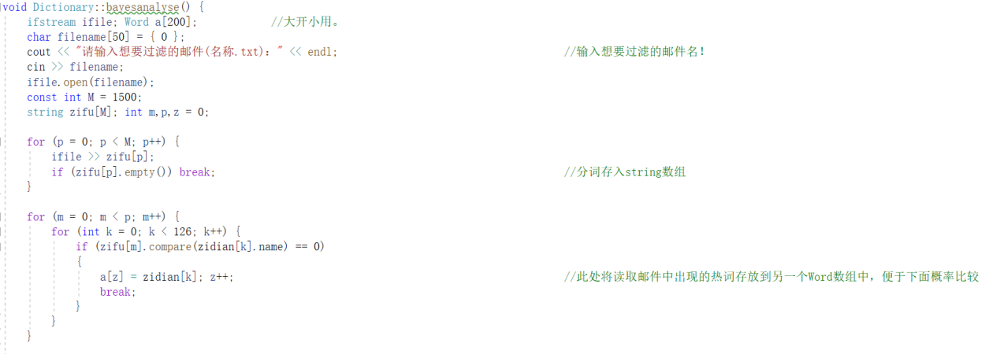 void Dictionary::bayesanalyse() {
ifstream ifile; Word a[200]; //大开小用。
char filename[50] = { 0 };
cout << "请输入想要过滤的邮件(名称.txt): " << endl; //输入想要过滤的邮件名!
cin >> filename;
ifile.open(filename);
const int M = 1500;
string zifu[M]; int m,p,z = 0;
for (p = 0; p < M; p++) {
ifile >> zifu[p];
if (zifu[p].empty()) break; //分词存入string数组
}
for (m = 0; m < p; m++) {
for (int k = 0; k < 126; k++) {
if (zifu[m].compare(zidian[k].name) == 0)
{
a[z] = zidian[k]; z++; //此处将读取邮件中出现的热词存放到另一个Word数组中，便于下面概率比较
break;
}
}
}